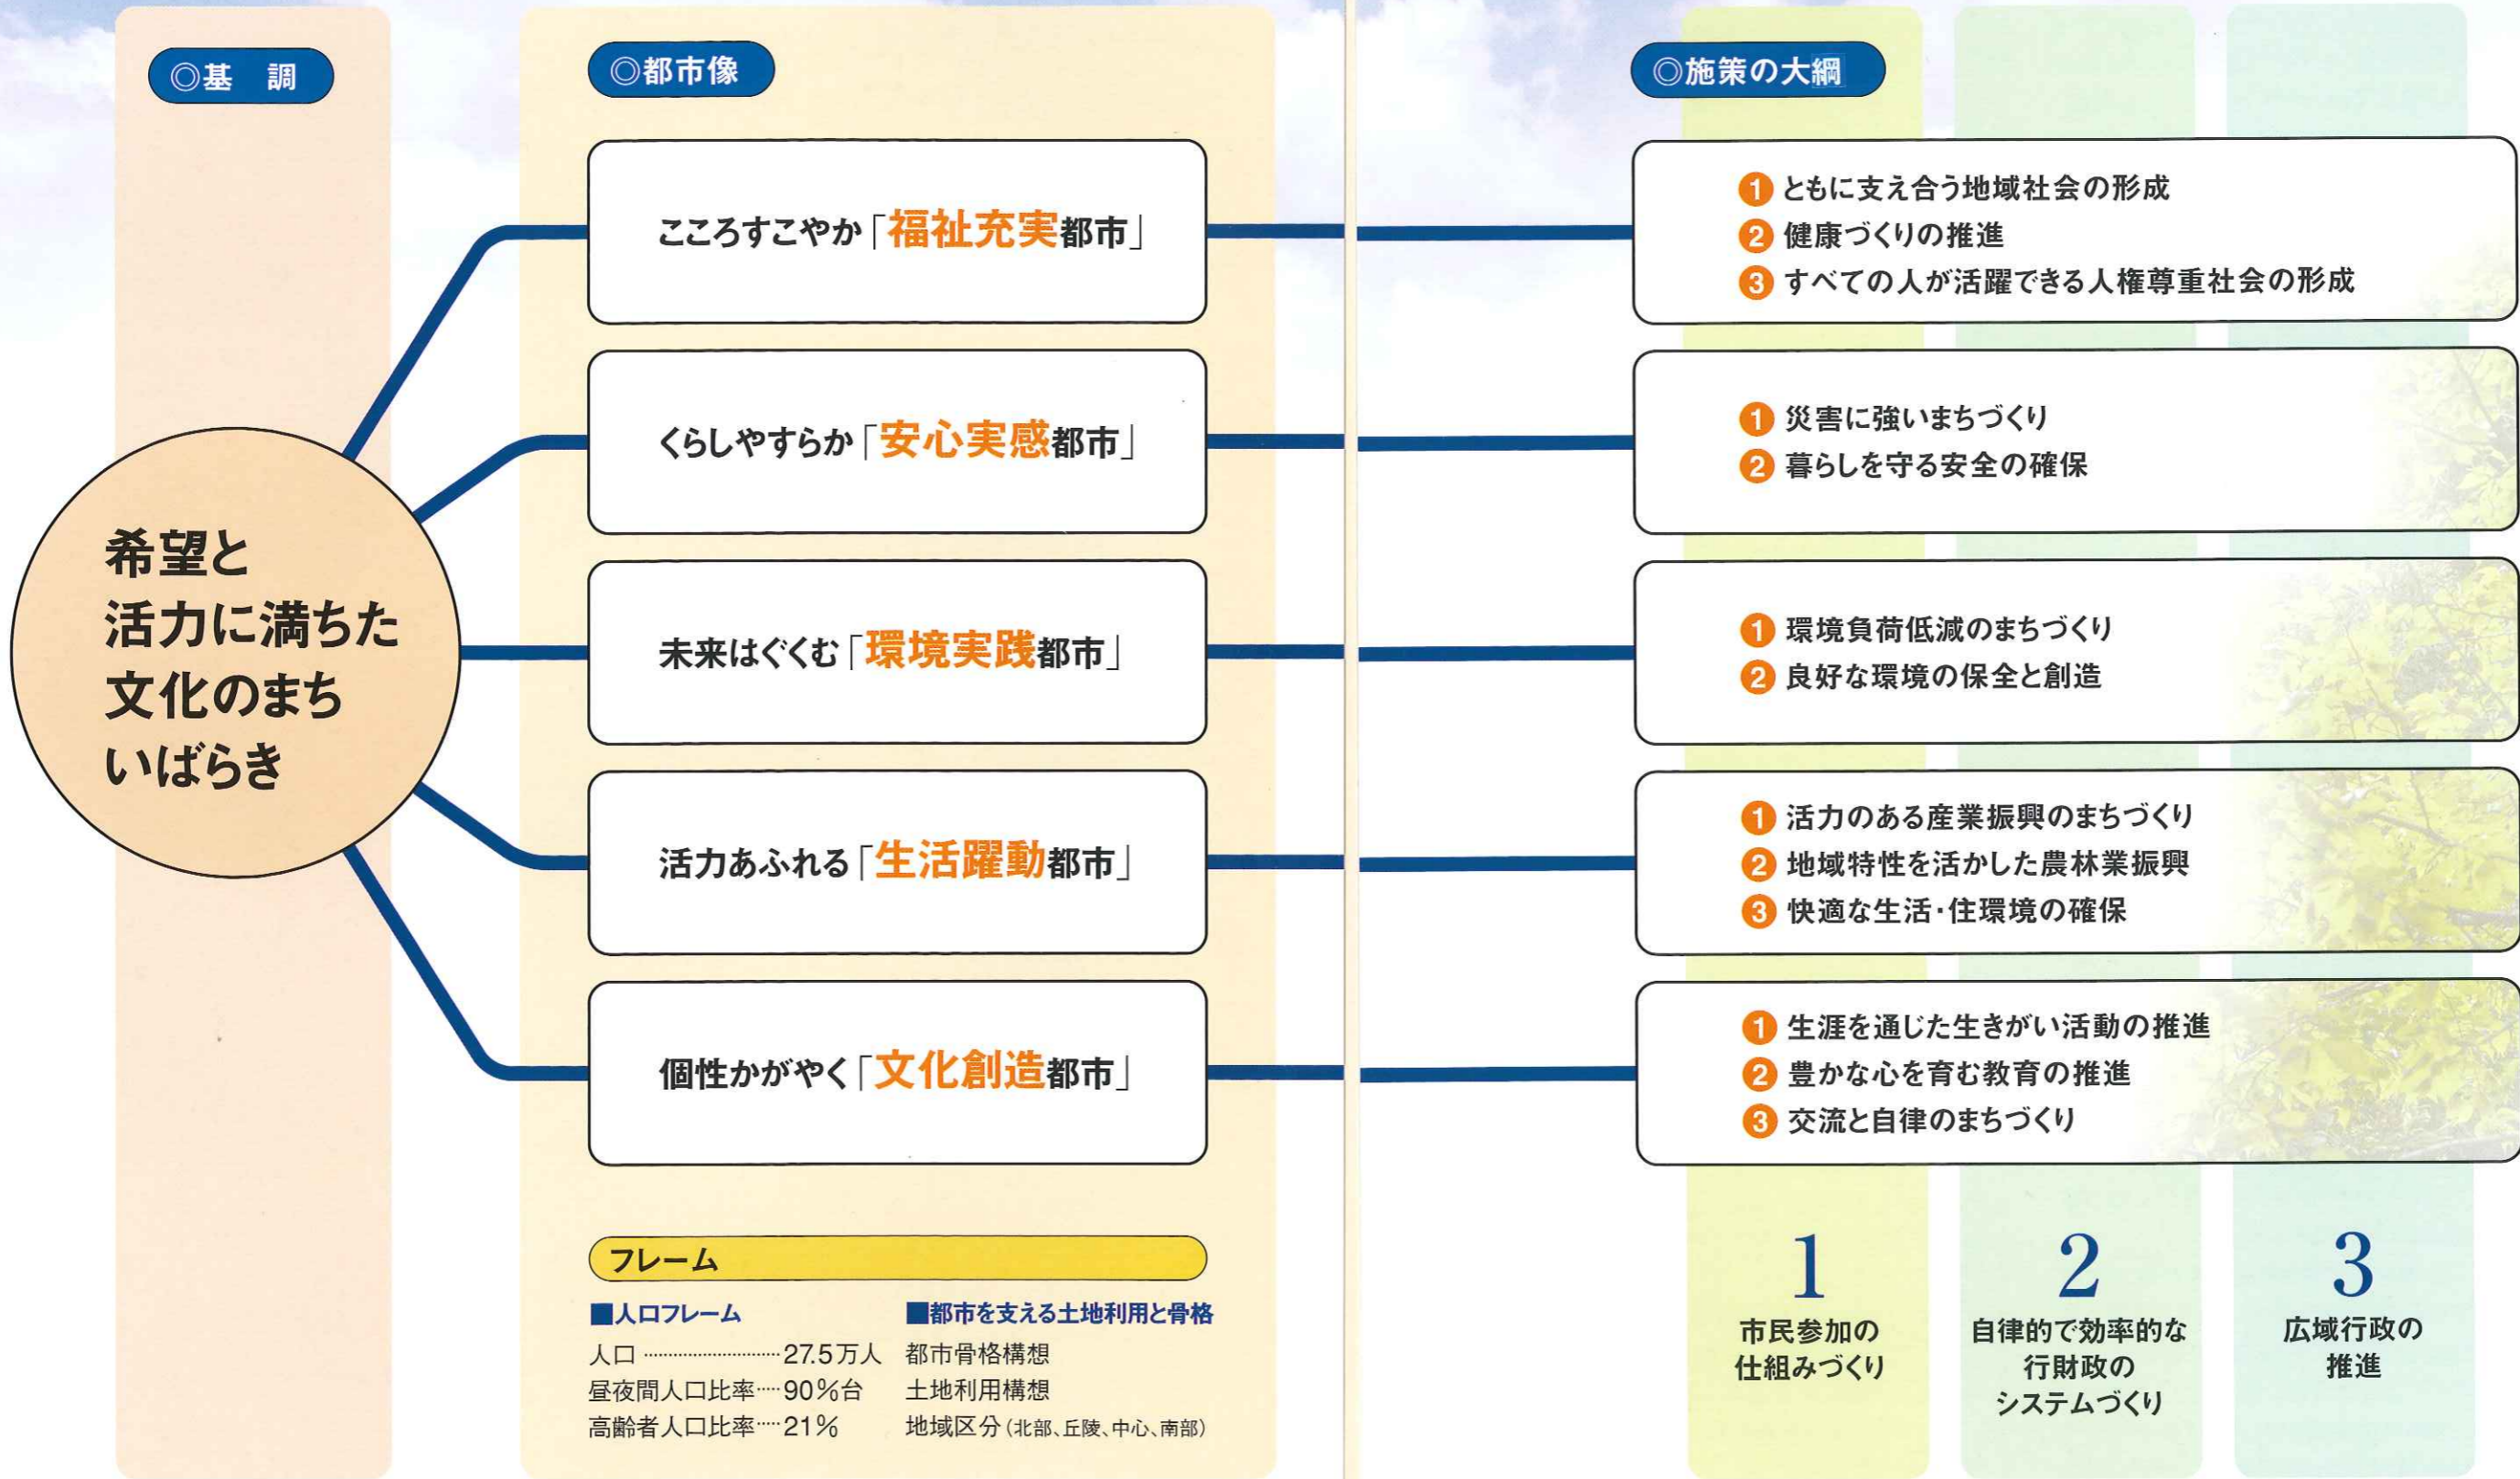 ◎基　調
◎都市像
◎施策の大綱
希望と
活力に満ちた
文化のまち
いばらき
こころすこやか「福祉充実都市」
① ともに支え合う地域社会の形成
② 健康づくりの推進
③ すべての人が活躍できる人権尊重社会の形成
くらしやすらか「安心実感都市」
① 災害に強いまちづくり
② 暮らしを守る安全の確保
未来はぐくむ「環境実践都市」
① 環境負荷低減のまちづくり
② 良好な環境の保全と創造
活力あふれる「生活躍動都市」
① 活力のある産業振興のまちづくり
② 地域特性を活かした農林業振興
③ 快適な生活・住環境の確保
個性かがやく「文化創造都市」
① 生涯を通じた生きがい活動の推進
② 豊かな心を育む教育の推進
③ 交流と自律のまちづくり
フレーム
■人口フレーム
人口 ………………… 27.5万人
昼夜間人口比率 …… 90%台
高齢者人口比率 …… 21%
■都市を支える土地利用と骨格
都市骨格構想
土地利用構想
地域区分(北部、丘陵、中心、南部)
1
市民参加の
仕組みづくり
2
自律的で効率的な
行財政の
システムづくり
3
広域行政の
推進